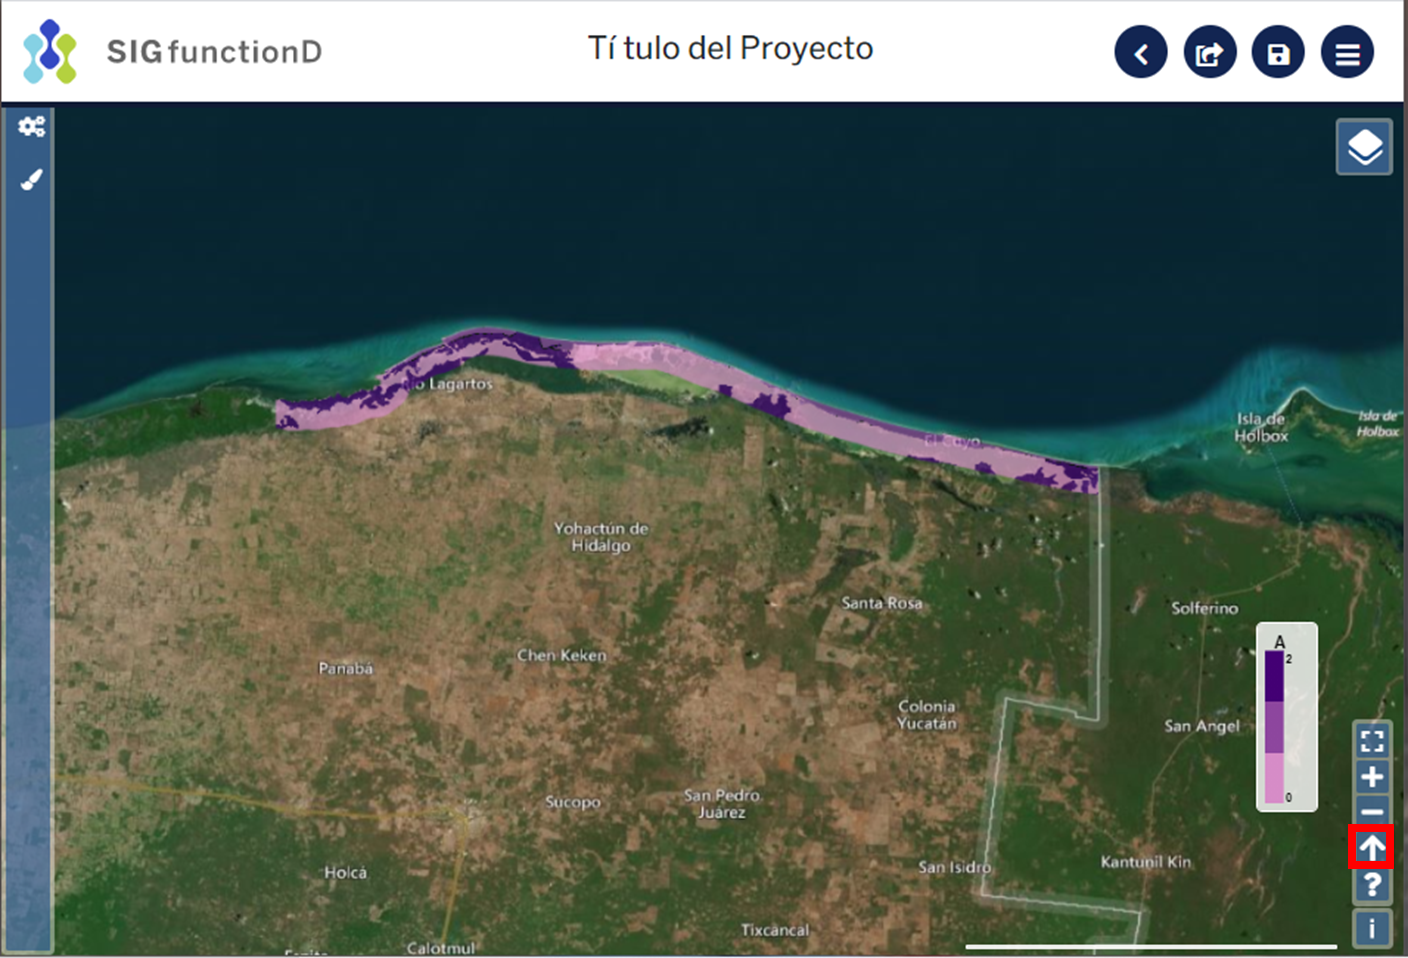 SIGfunctionD
Tí tulo del Proyecto
Lagartos
Isla de
Holbox
Isla de
Holbox
El Cuyo
Yohactún de
Hidalgo
Santa Rosa
Solferino
Chen Keken
Panabá
Colonia
Yucatán
San Angel
A
2
0
Sucopo
San Pedro
Juárez
San Isidro
Kantunil Kin
Holcá
Tixcancal
Calotmul
?
i